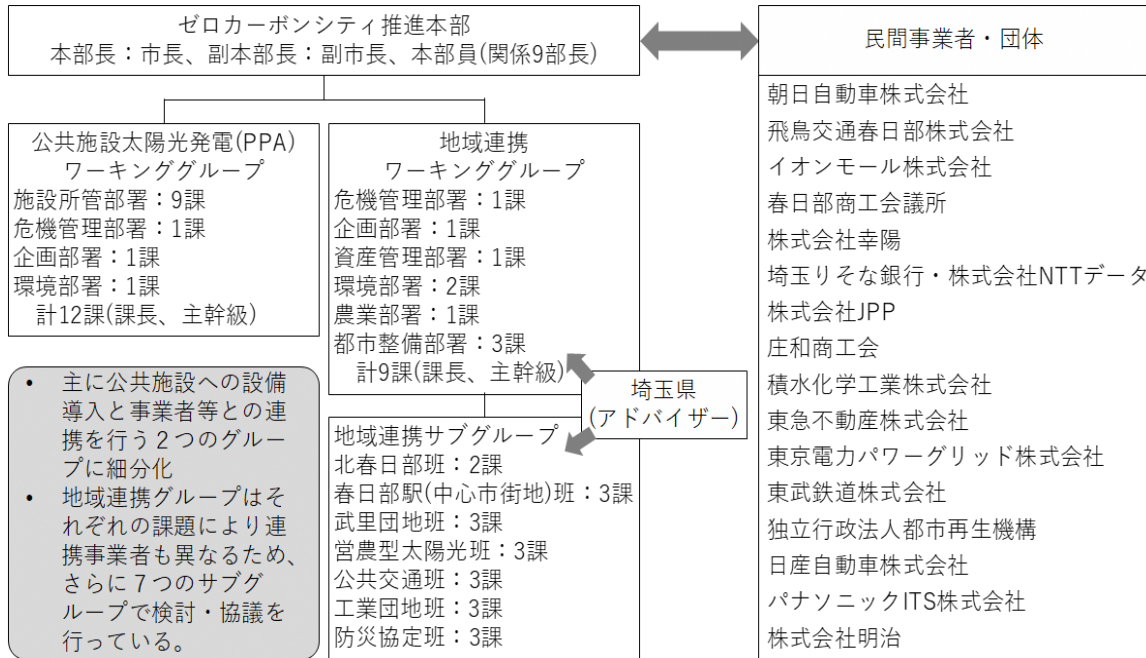 ゼロカーボンシティ推進本部
本部長：市長、副本部長：副市長、本部員(関係9部長)
民間事業者・団体
朝日自動車株式会社
飛鳥交通春日部株式会社
イオンモール株式会社
春日部商工会議所
株式会社幸陽
埼玉りそな銀行・株式会社NTTデータ
株式会社JPP
庄和商工会
積水化学工業株式会社
東急不動産株式会社
東京電力パワーグリッド株式会社
東武鉄道株式会社
独立行政法人都市再生機構
日産自動車株式会社
パナソニックITS株式会社
株式会社明治
公共施設太陽光発電(PPA)
ワーキンググループ
施設所管部署：9課
危機管理部署：1課
企画部署：1課
環境部署：1課
計12課(課長、主幹級)
地域連携
ワーキンググループ
危機管理部署：1課
企画部署：1課
資産管理部署：1課
環境部署：2課
農業部署：1課
都市整備部署：3課
計9課(課長、主幹級)
埼玉県
(アドバイザー)
地域連携サブグループ
北春日部班：2課
春日部駅(中心市街地)班：3課
武里団地班：3課
営農型太陽光班：3課
公共交通班：3課
工業団地班：3課
防災協定班：3課
• 主に公共施設への設備
導入と事業者等との連
携を行う２つのグルー
プに細分化
• 地域連携グループはそ
れぞれの課題により連
携事業者も異なるため、
さらに７つのサブグ
ループで検討・協議を
行っている。